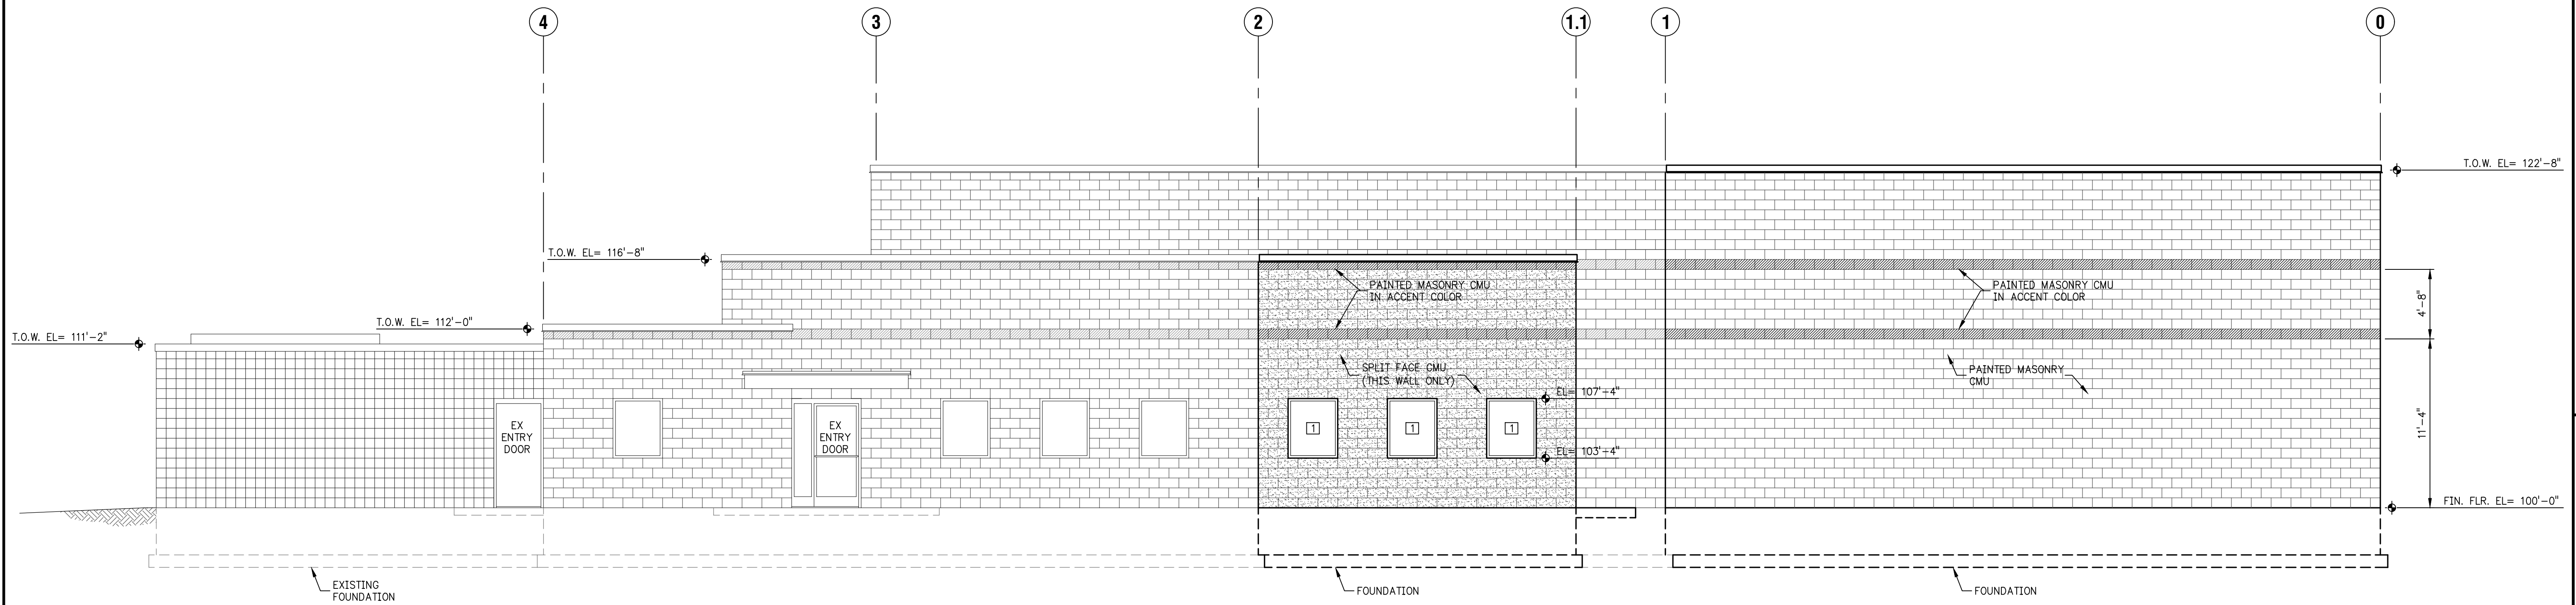 4
3
2
1.1
1
0
T.O.W. EL= 122'-8"
T.O.W. EL= 116'-8"
PAINTED MASONRY CMU
IN ACCENT COLOR
PAINTED MASONRY CMU
IN ACCENT COLOR
4'-8"
T.O.W. EL= 112'-0"
T.O.W. EL= 111'-2"
SPLIT FACE CMU
(THIS WALL ONLY)
PAINTED MASONRY
CMU
EL= 107'-4"
11'-4"
EX
ENTRY
DOOR
EX
ENTRY
DOOR
1
1
1
EL= 103'-4"
FIN. FLR. EL= 100'-0"
EXISTING
FOUNDATION
FOUNDATION
FOUNDATION